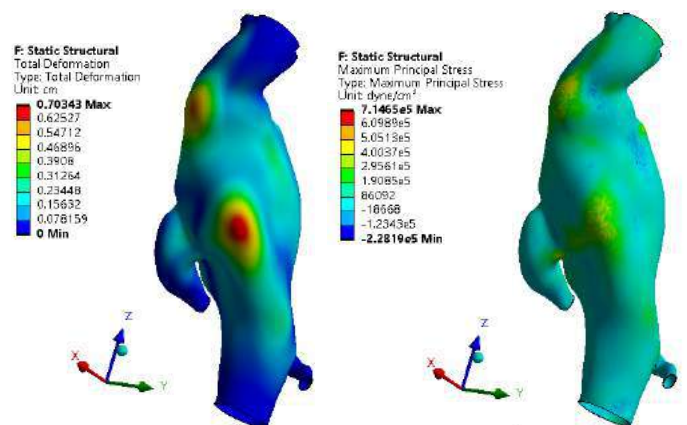 F: Static Structural
Total Deformation
Type: Total Deformation
Unit: cm
0.70343 Max
0.62527
0.54712
0.46896
0.3908
0.31264
0.23448
0.15632
0.078159
0 Min
Z
X
Y
F: Static Structural
Maximum Principal Stress
Type: Maximum Principal Stress
Unit: dyne/cm²
7.1465e5 Max
6.0989e5
5.0513e5
4.0037e5
2.9561e5
1.9085e5
86092
-18668
-1.2343e5
-2.2819e5 Min
Z
X
Y